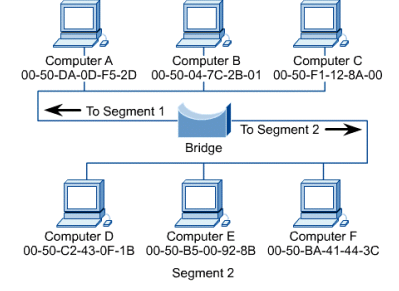 Computer A
Computer B
Computer C
00-50-DA-0D-F5-2D
00-50-04-7C-2B-01
00-50-F1-12-8A-00
To Segment 1
To Segment 2
Bridge
Computer D
Computer E
Computer F
00-50-C2-43-0F-1B
00-50-B5-00-92-8B
00-50-BA-41-44-3C
Segment 2